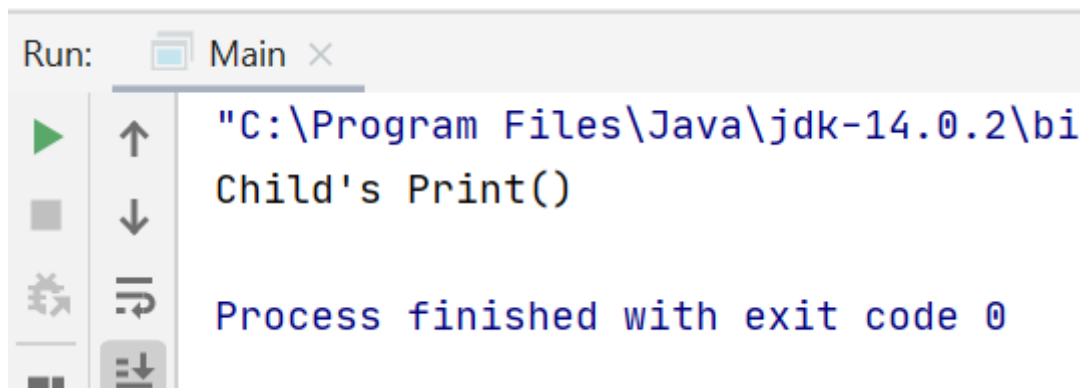 Run: Main
"C:\Program Files\Java\jdk-14.0.2\bi
Child's Print()
Process finished with exit code 0